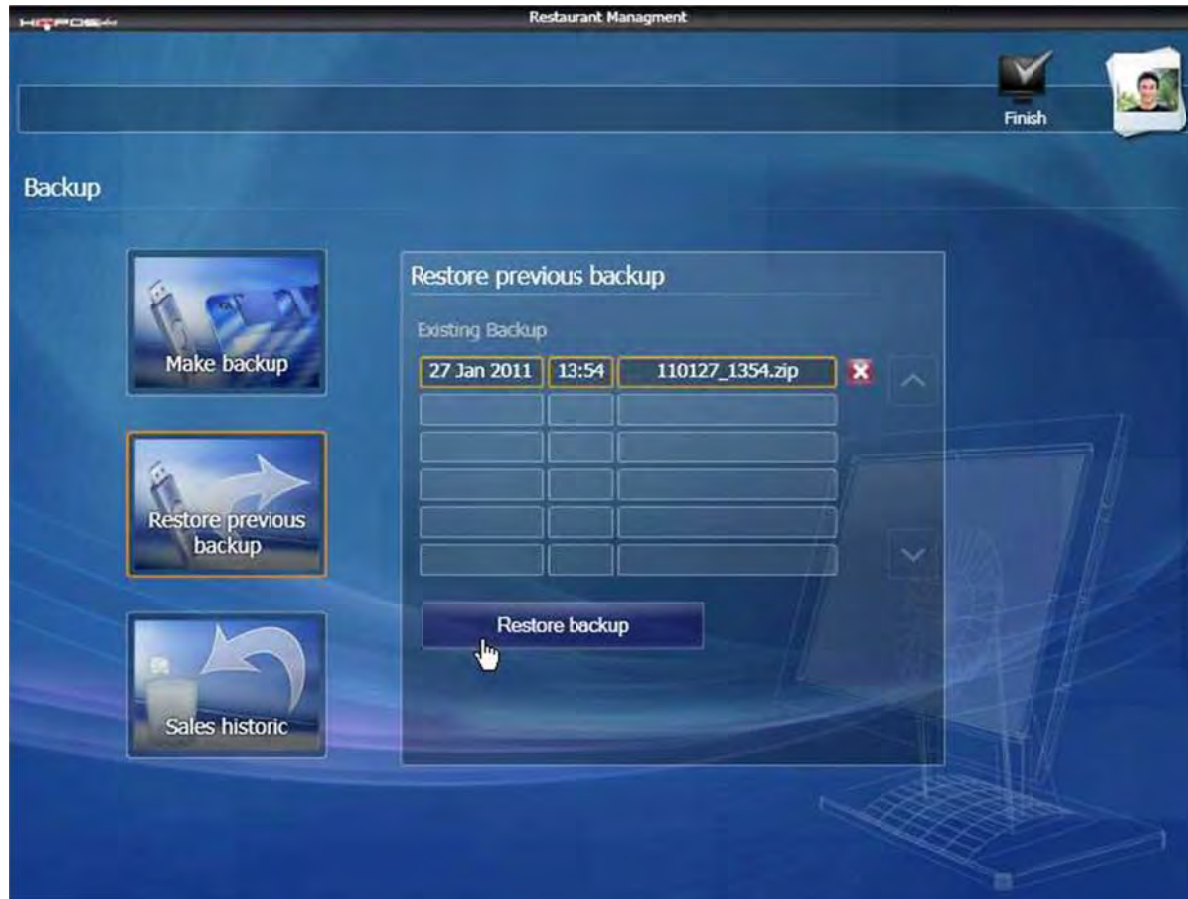 HITPOS
Restaurant Managment
Finish
Backup
Make backup
Restore previous
backup
Sales historic
Restore previous backup
Existing Backup
27 Jan 2011 13:54 110127_1354.zip
Restore backup